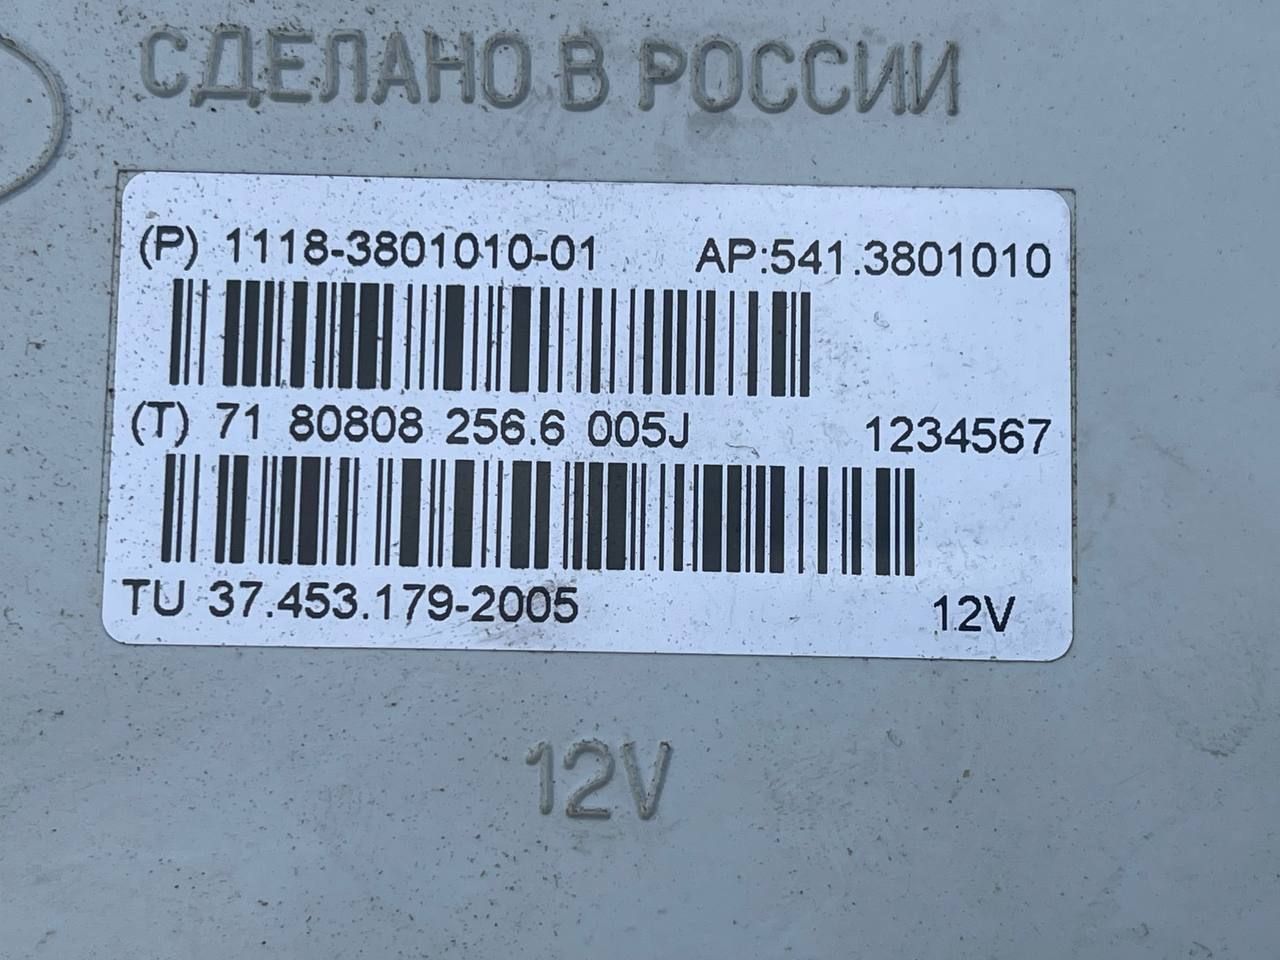 СДЕЛАНО В РОССИИ
(P) 1118-3801010-01 AP:541.3801010
(T) 71 80808 256.6 005J 1234567
TU 37.453.179-2005 12V
12V